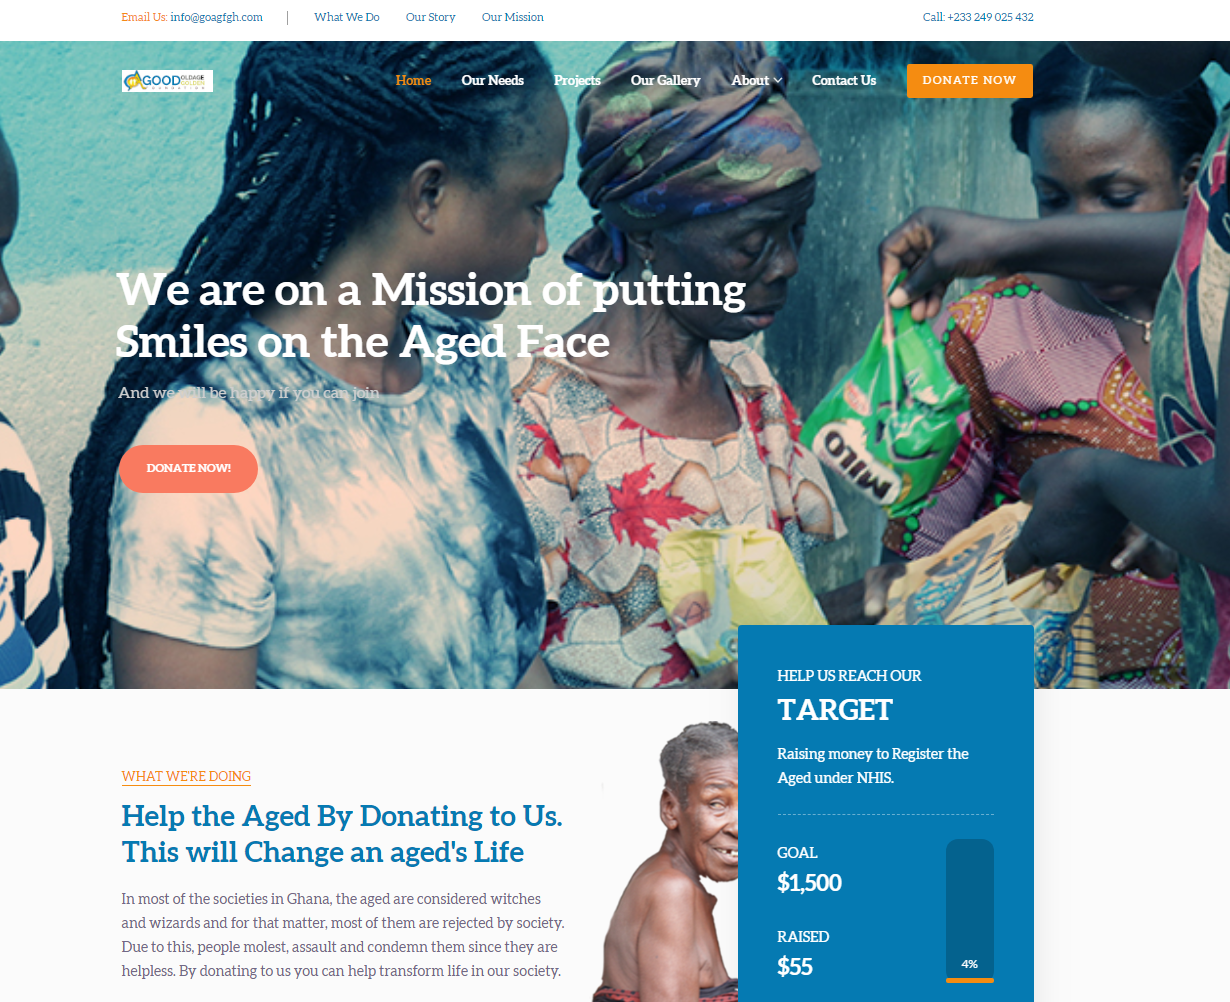 Email Us: info@goagfgh.com
What We Do
Our Story
Our Mission
Call: +233 249 025 432
GOOD OLDAGE
GOLDEN
FOUNDATION
Home
Our Needs
Projects
Our Gallery
About
Contact Us
DONATE NOW
We are on a Mission of putting
Smiles on the Aged Face
And we will be happy if you can join
DONATE NOW!
MILO
HELP US REACH OUR
TARGET
Raising money to Register the
Aged under NHIS.
GOAL
$1,500
RAISED
$55
4%
WHAT WE'RE DOING
Help the Aged By Donating to Us.
This will Change an aged's Life
In most of the societies in Ghana, the aged are considered witches
and wizards and for that matter, most of them are rejected by society.
Due to this, people molest, assault and condemn them since they are
helpless. By donating to us you can help transform life in our society.